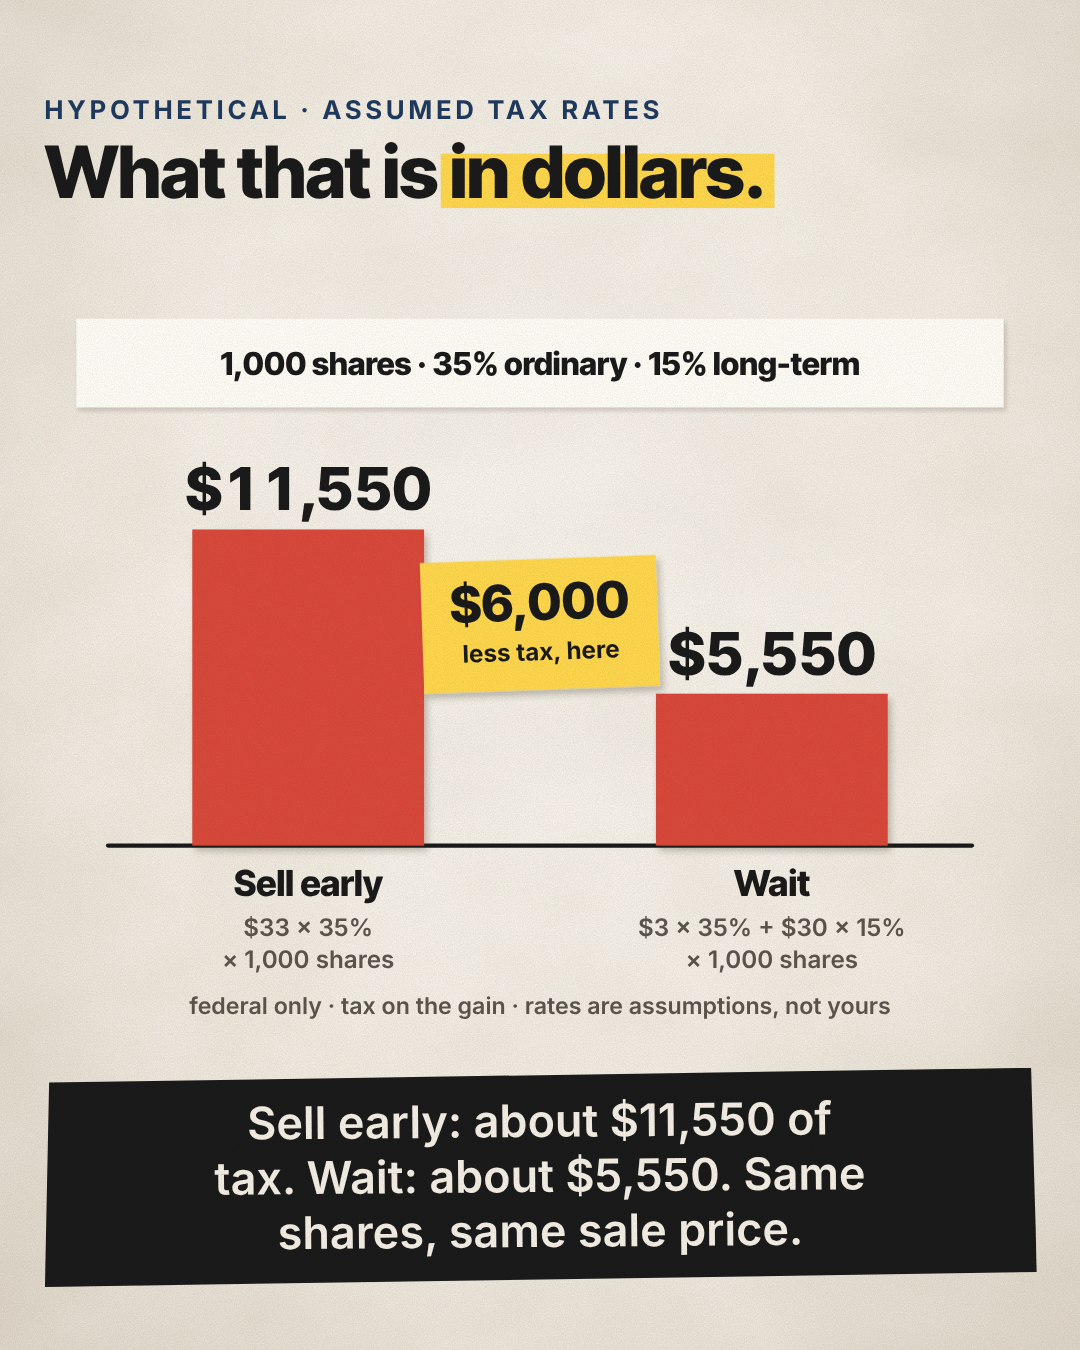 HYPOTHETICAL · ASSUMED TAX RATES
What that is in dollars.
1,000 shares · 35% ordinary · 15% long-term
$11,550
$6,000
less tax, here
$5,550
Sell early
$33 × 35%
× 1,000 shares
Wait
$3 × 35% + $30 × 15%
× 1,000 shares
federal only · tax on the gain · rates are assumptions, not yours
Sell early: about $11,550 of
tax. Wait: about $5,550. Same
shares, same sale price.